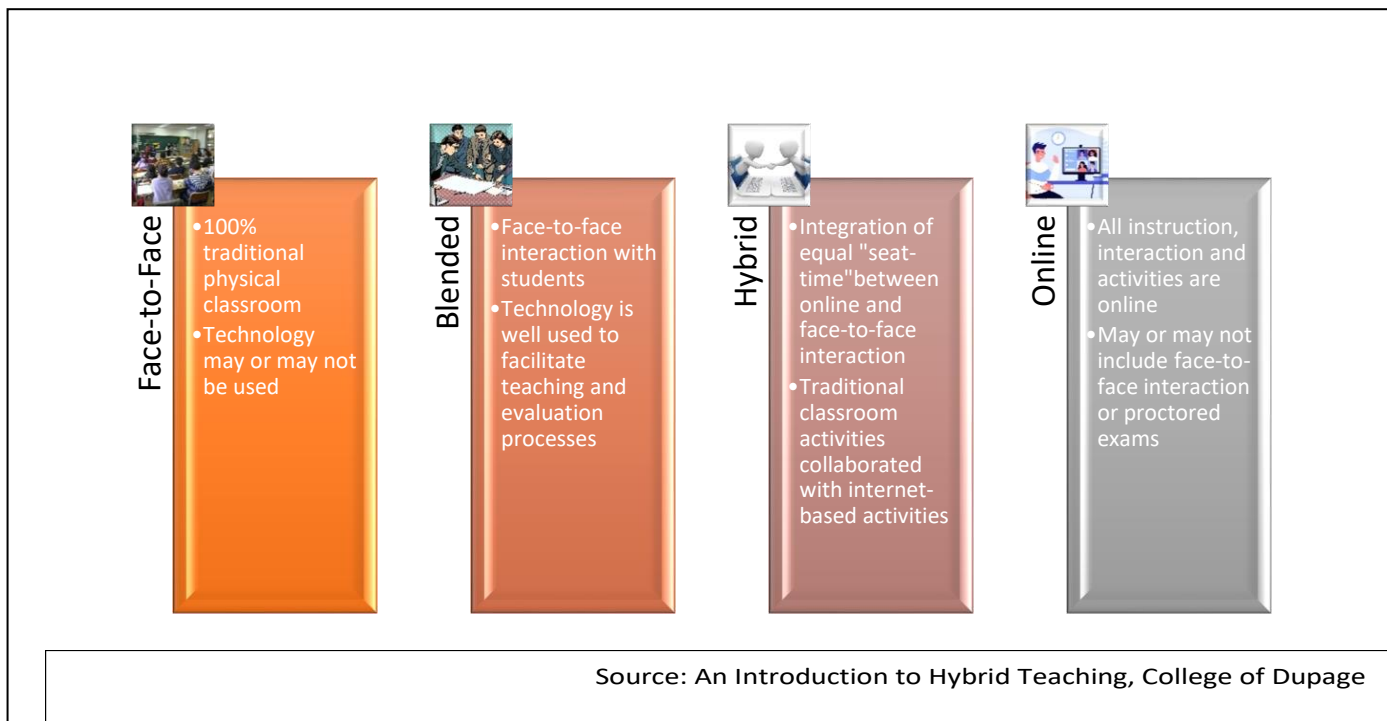 Face-to-Face
•100%
traditional
physical
classroom
•Technology
may or may not
be used
Blended
•Face-to-face
interaction with
students
•Technology is
well used to
facilitate
teaching and
evaluation
processes
Hybrid
•Integration of
equal "seat-
time"between
online and
face-to-face
interaction
•Traditional
classroom
activities
collaborated
with internet-
based activities
Online
•All instruction,
interaction and
activities are
online
•May or may not
include face-to-
face interaction
or proctored
exams
Source: An Introduction to Hybrid Teaching, College of Dupage